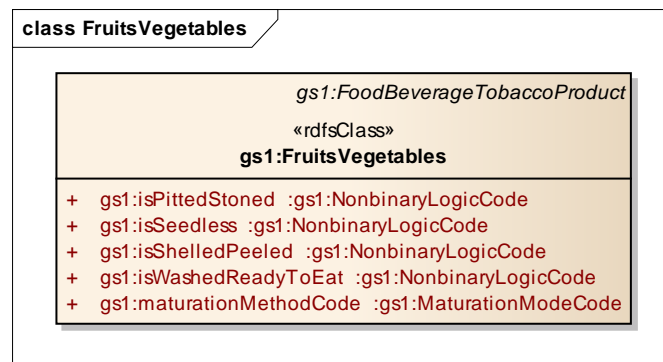 class FruitsVegetables
gs1:FoodBeverageTobaccoProduct
«rdfsClass»
gs1:FruitsVegetables
+ gs1:isPittedStoned :gs1:NonbinaryLogicCode
+ gs1:isSeedless :gs1:NonbinaryLogicCode
+ gs1:isShelledPeeled :gs1:NonbinaryLogicCode
+ gs1:isWashedReadyToEat :gs1:NonbinaryLogicCode
+ gs1:maturationMethodCode :gs1:MaturationModeCode